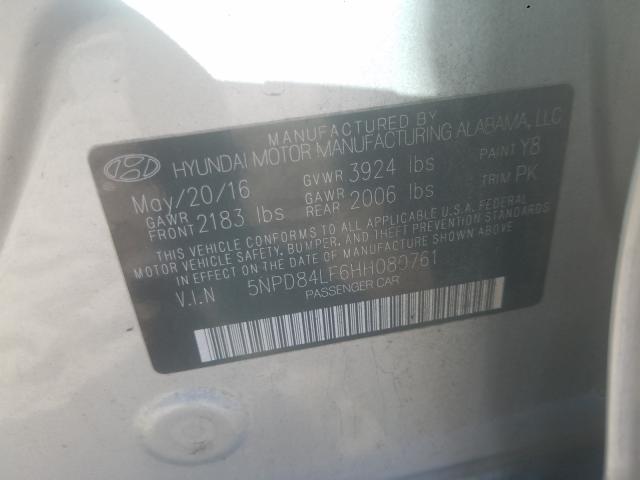 MANUFACTURED BY
HYUNDAI MOTOR MANUFACTURING ALABAMA, LLC
May/20/16 GVWR 3924 lbs PAINT Y8
GAWR FRONT 2183 lbs GAWR REAR 2006 lbs TRIM PK
THIS VEHICLE CONFORMS TO ALL APPLICABLE U.S.A. FEDERAL
MOTOR VEHICLE SAFETY, BUMPER, AND THEFT PREVENTION STANDARDS
IN EFFECT ON THE DATE OF MANUFACTURE SHOWN ABOVE.
V.I.N 5NPD84LF6HH080761
PASSENGER CAR